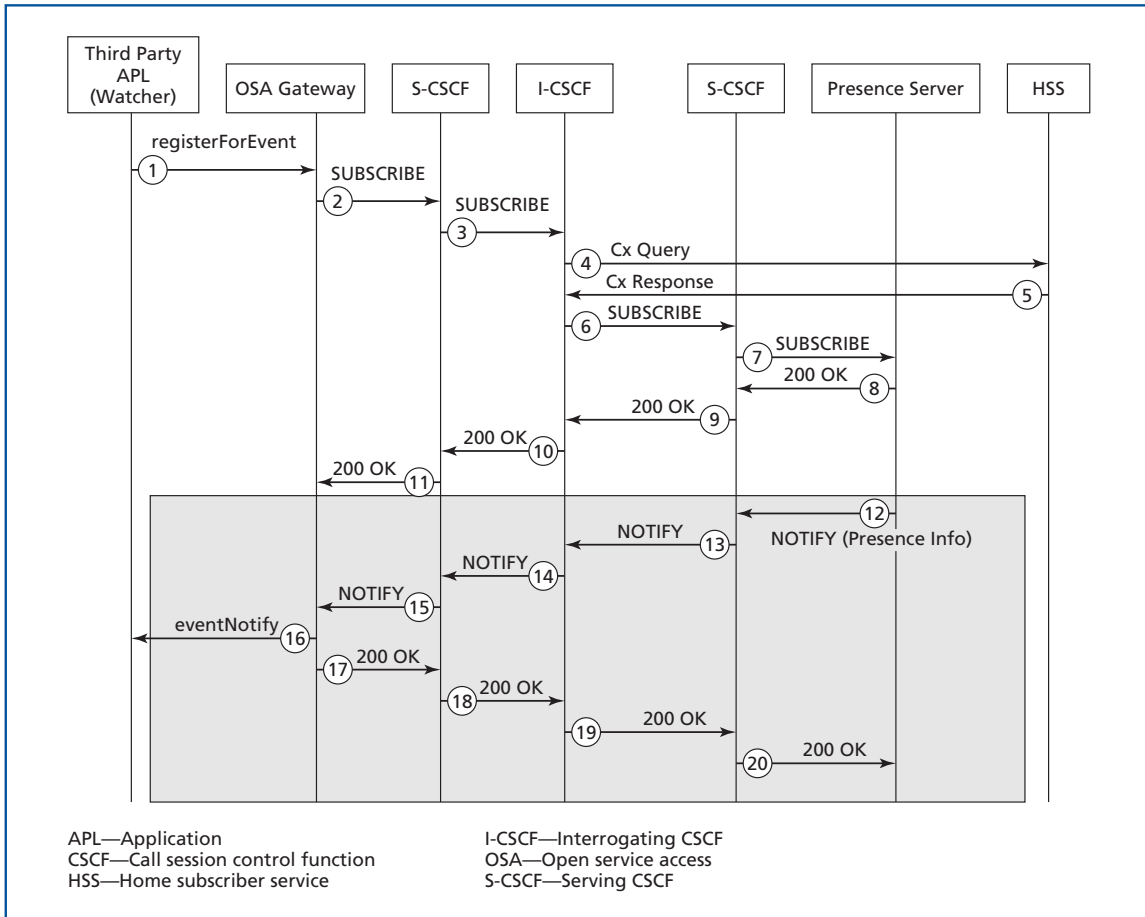 Third Party
APL
(Watcher)
OSA Gateway
S-CSCF
I-CSCF
S-CSCF
Presence Server
HSS
registerForEvent
1
SUBSCRIBE
2
SUBSCRIBE
3
Cx Query
4
Cx Response
5
SUBSCRIBE
6
SUBSCRIBE
7
200 OK
8
200 OK
9
200 OK
10
200 OK
11
12
NOTIFY (Presence Info)
NOTIFY
13
NOTIFY
14
NOTIFY
15
eventNotify
16
200 OK
17
200 OK
18
200 OK
19
200 OK
20
APL—Application
CSCF—Call session control function
HSS—Home subscriber service
I-CSCF—Interrogating CSCF
OSA—Open service access
S-CSCF—Serving CSCF